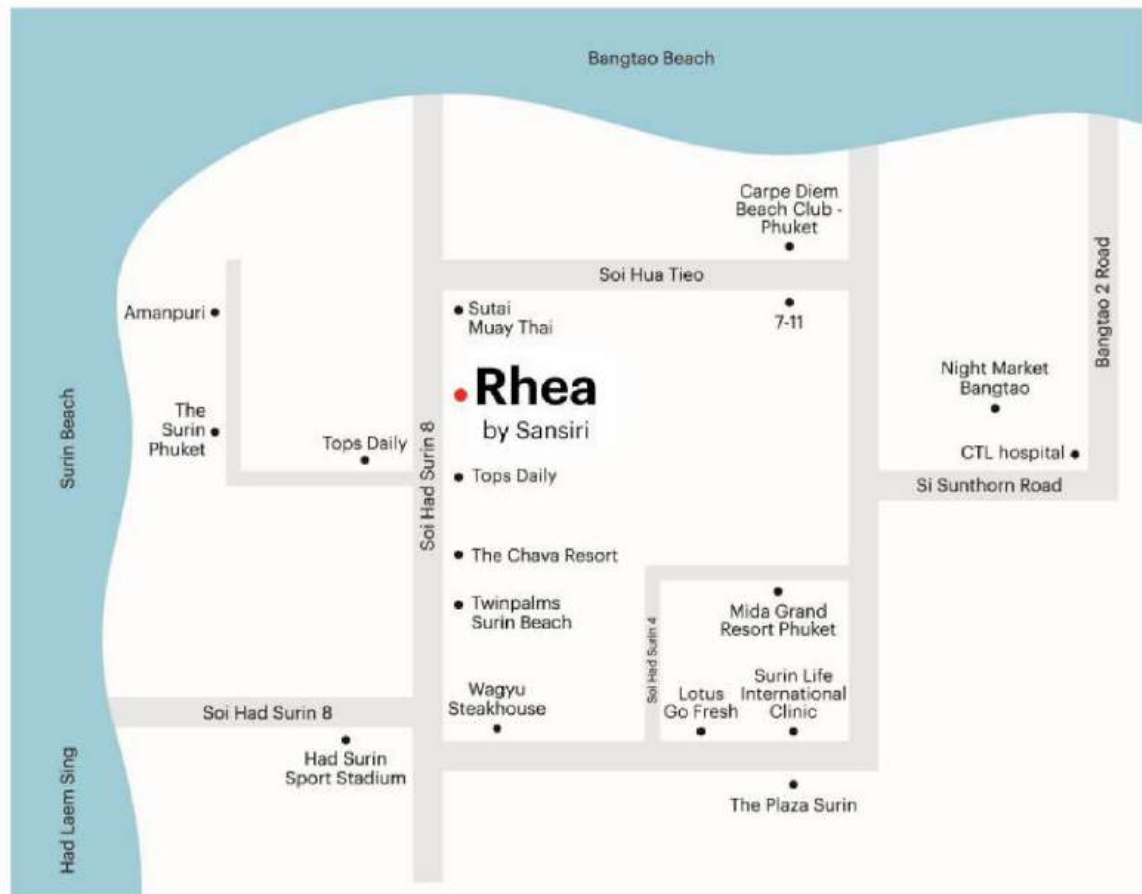 Bangtao Beach
Carpe Diem
Beach Club -
Phuket
Soi Hua Tieo
Bangtao 2 Road
Amanpuri
Sutai
Muay Thai
7-11
Rhea
by Sansiri
Night Market
Bangtao
Surin Beach
The
Surin
Phuket
Tops Daily
Soi Had Surin 8
Tops Daily
CTL hospital
Si Sunthorn Road
The Chava Resort
Twinpalms
Surin Beach
Mida Grand
Resort Phuket
Soi Had Surin 4
Wagyu
Steakhouse
Lotus
Go Fresh
Surin Life
International
Clinic
Soi Had Surin 8
Had Surin
Sport Stadium
Had Laem Sing
The Plaza Surin